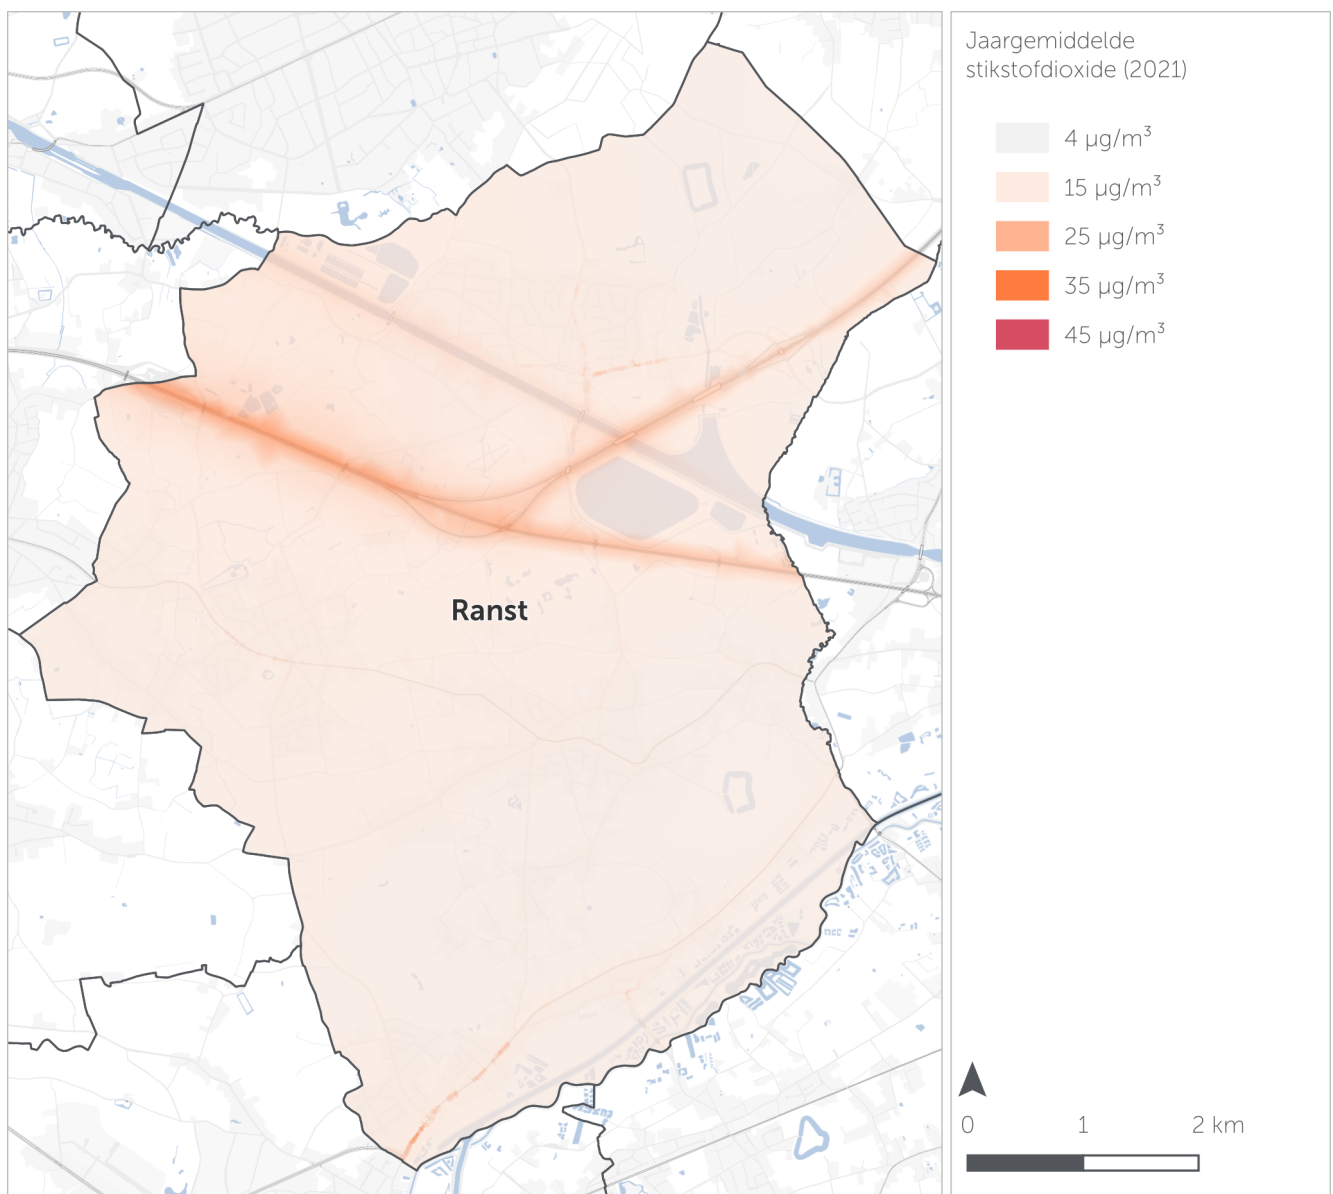 Jaargemiddelde
stikstofdioxide (2021)
4 µg/m³
15 µg/m³
25 µg/m³
35 µg/m³
45 µg/m³
Ranst
0 1 2 km